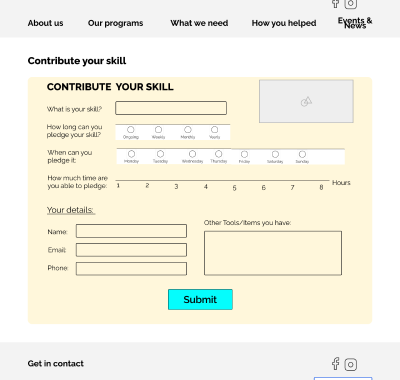 About us   Our programs   What we need   How you helped   Events &
News
Contribute your skill
CONTRIBUTE YOUR SKILL
What is your skill?
How long can you
pledge your skill?
Ongoing   Weekly   Monthly   Yearly
When can you
pledge it:
Monday   Tuesday   Wednesday   Thursday   Friday   Saturday   Sunday
How much time are
you able to pledge:
1   2   3   4   5   6   7   8   Hours
Your details:
Other Tools/Items you have:
Name:
Email:
Phone:
Submit
Get in contact